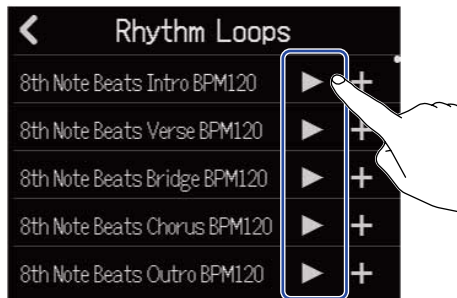 Rhythm Loops
8th Note Beats Intro BPM120
8th Note Beats Verse BPM120
8th Note Beats Bridge BPM120
8th Note Beats Chorus BPM120
8th Note Beats Outro BPM120